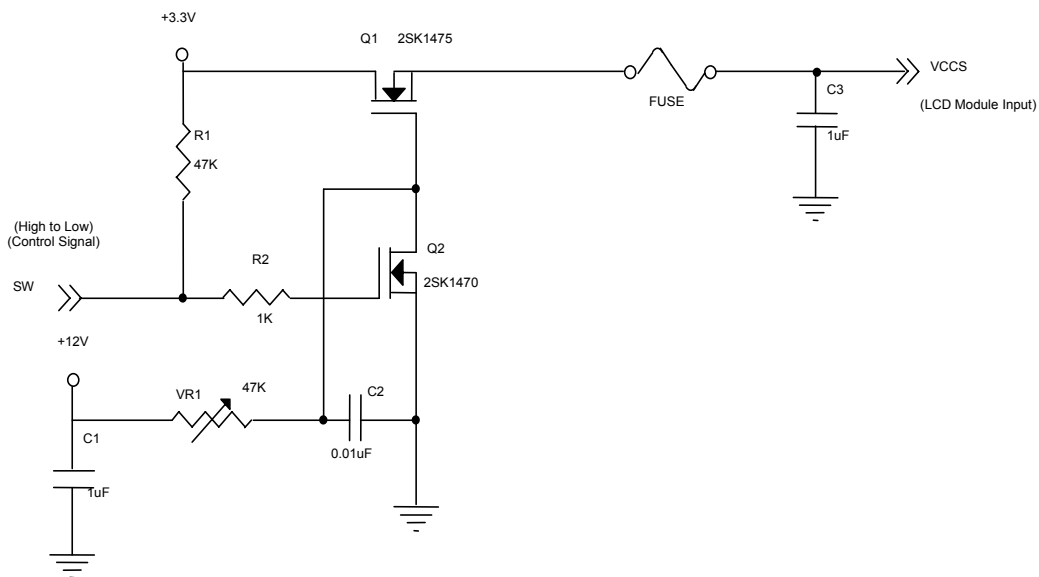 +3.3V
Q1 2SK1475
VCCS
FUSE
C3
(LCD Module Input)
R1
1uF
47K
(High to Low)
(Control Signal)
Q2
R2
SW
2SK1470
1K
+12V
VR1
47K
C2
C1
0.01uF
1uF